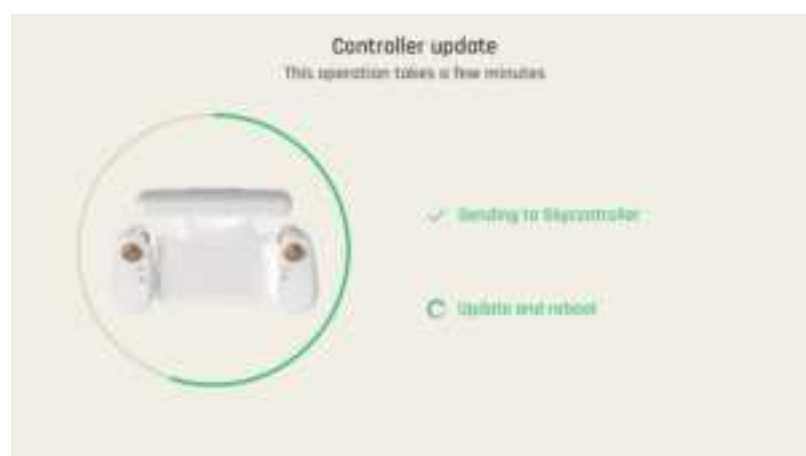 Controller update
This operation takes a few minutes
Sending to Skycontroller
Update and reboot